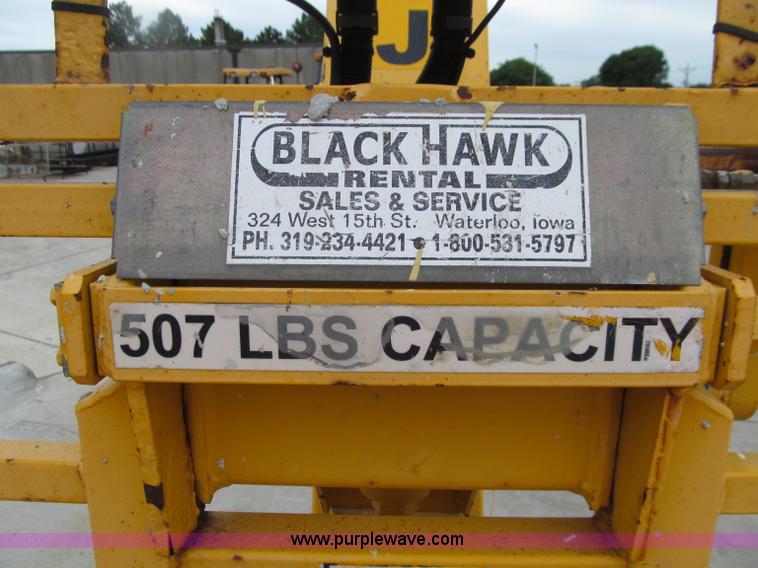 J
BLACK HAWK
RENTAL
SALES & SERVICE
324 West 15th St. Waterloo, Iowa
PH. 319-234-4421 • 1-800-531-5797
507 LBS CAPACITY
www.purplewave.com